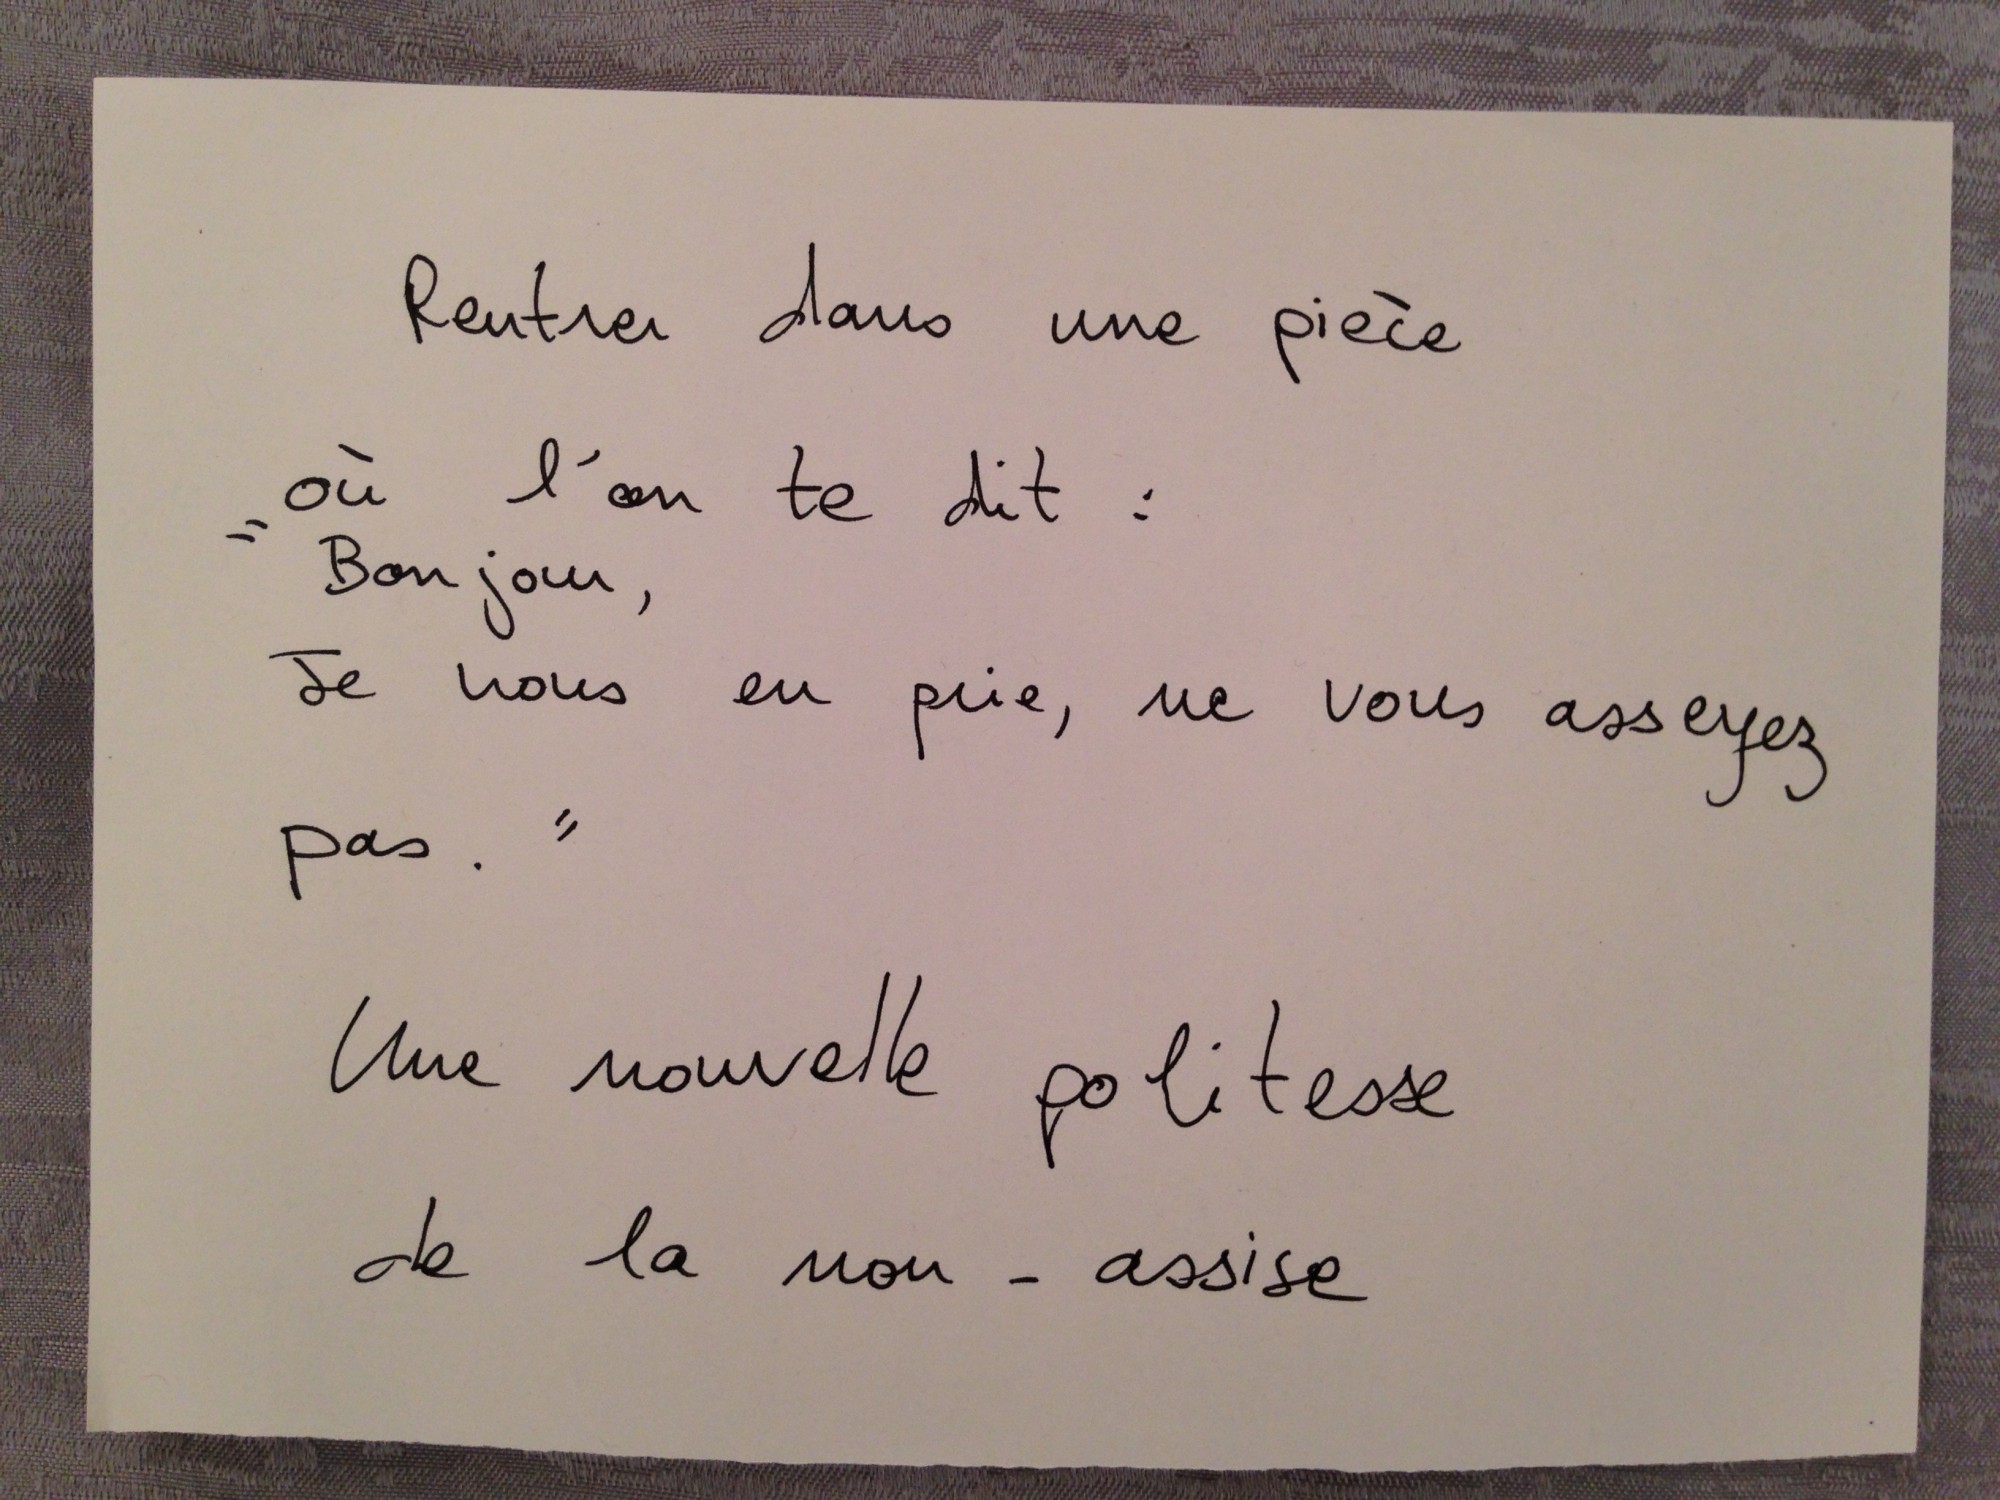 Rentrer dans une pièce
où l'on te dit :
"Bonjour,
Je vous en prie, ne vous asseyez
pas."
Une nouvelle politesse
de la non-assise